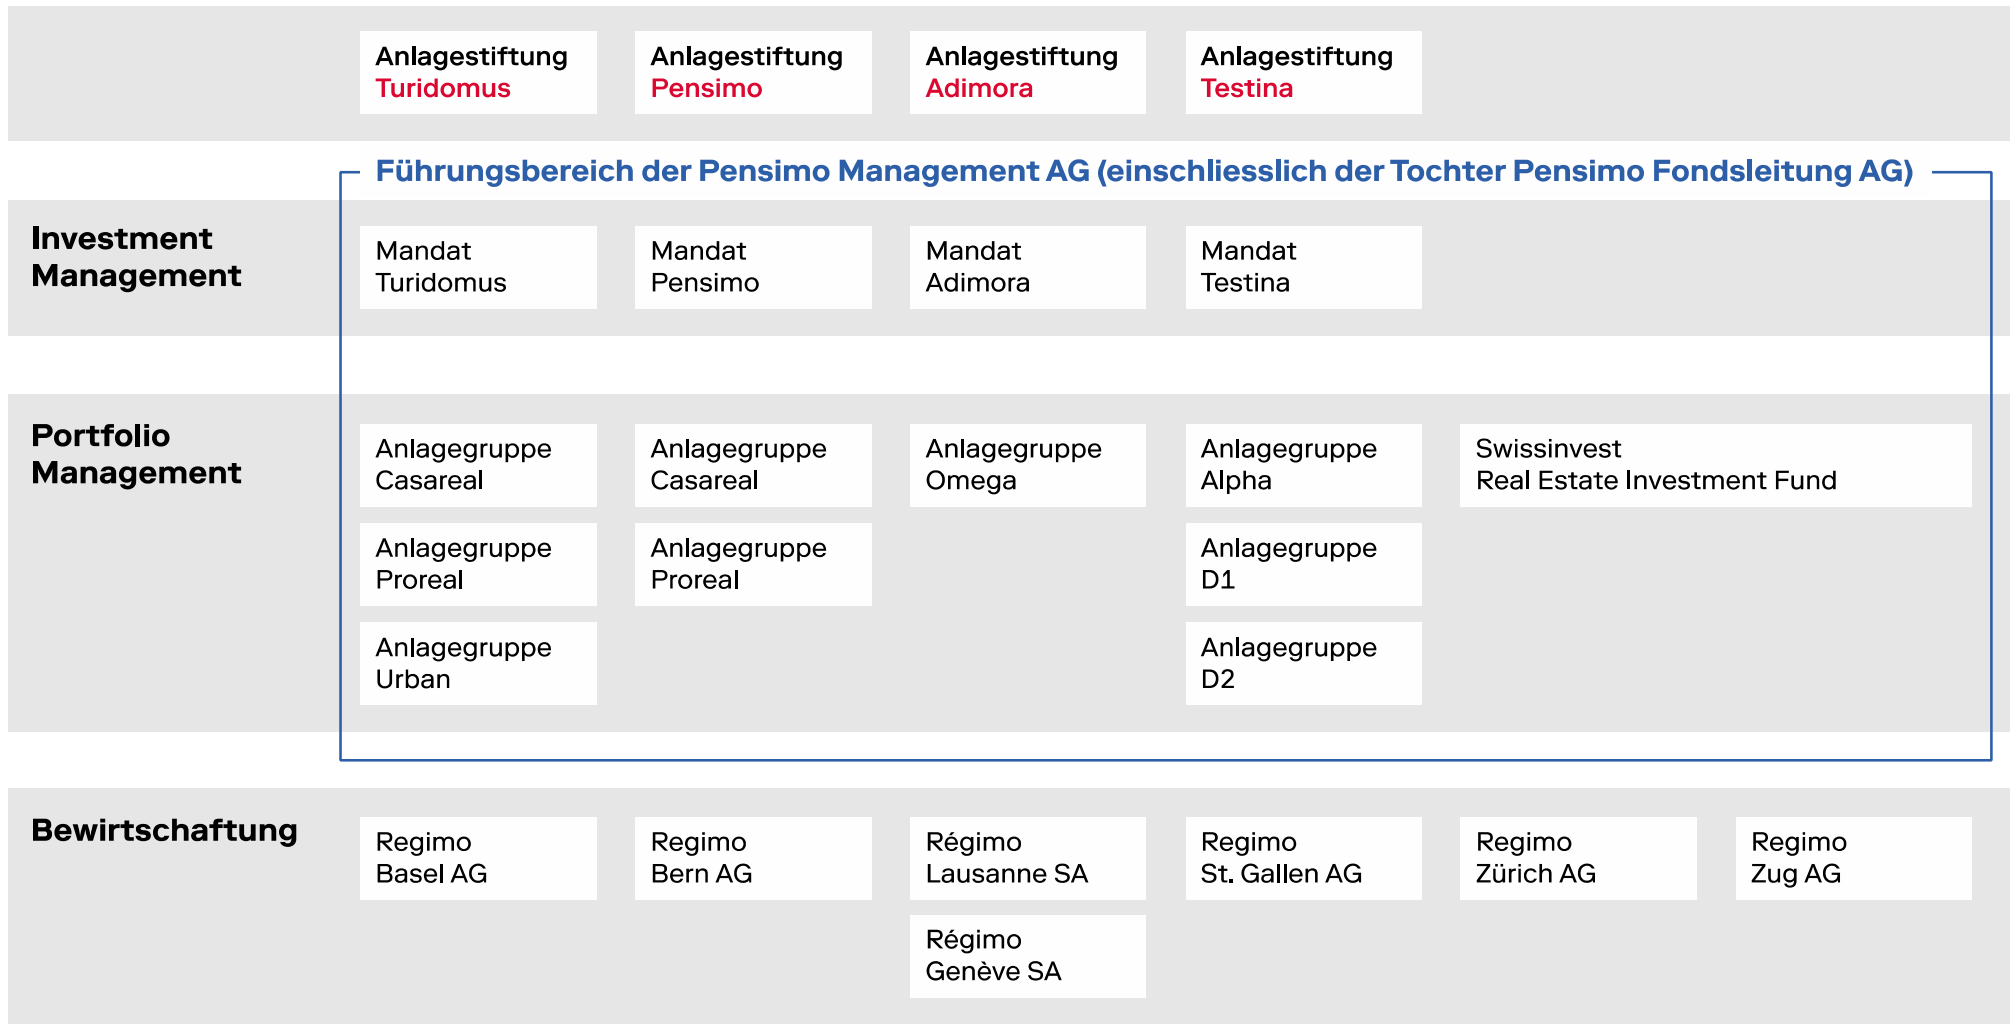 Anlagestiftung
Turidomus
Anlagestiftung
Pensimo
Anlagestiftung
Adimora
Anlagestiftung
Testina
Führungsbereich der Pensimo Management AG (einschliesslich der Tochter Pensimo Fondsleitung AG)
Investment
Management
Mandat
Turidomus
Mandat
Pensimo
Mandat
Adimora
Mandat
Testina
Portfolio
Management
Anlagegruppe
Casareal
Anlagegruppe
Casareal
Anlagegruppe
Omega
Anlagegruppe
Alpha
Swissinvest
Real Estate Investment Fund
Anlagegruppe
Proreal
Anlagegruppe
Proreal
Anlagegruppe
D1
Anlagegruppe
Urban
Anlagegruppe
D2
Bewirtschaftung
Regimo
Basel AG
Regimo
Bern AG
Régimo
Lausanne SA
Regimo
St. Gallen AG
Regimo
Zürich AG
Regimo
Zug AG
Régimo
Genève SA